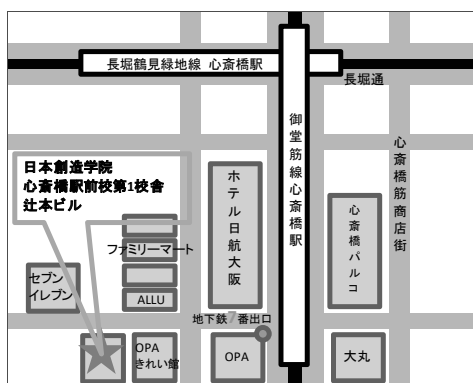 長堀鶴見緑地線 心斎橋駅
長堀通
御堂筋線心斎橋駅
心斎橋筋商店街
日本創造学院
心斎橋駅前校第1校舎
辻本ビル
ホテル日航大阪
心斎橋パルコ
ファミリーマート
セブン
イレブン
ALLU
地下鉄7番出口
OPA
きれい館
OPA
大丸